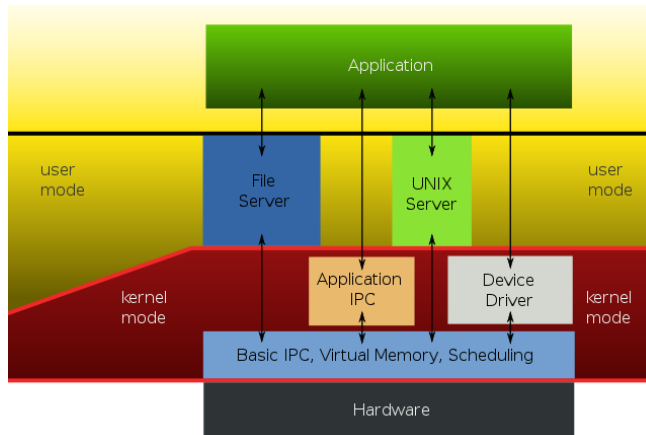 Application
user
mode
File
Server
UNIX
Server
user
mode
kernel
mode
Application
IPC
Device
Driver
kernel
mode
Basic IPC, Virtual Memory, Scheduling
Hardware